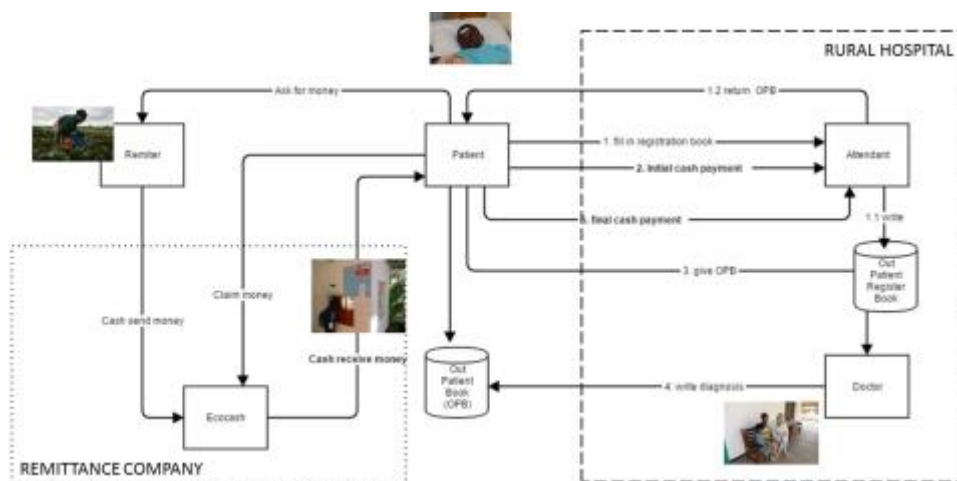 RURAL HOSPITAL
Ask for money
1.2 return OPB
Remiter
Patient
1. fill in registration book
Attendant
2. Initial cash payment
5. final cash payment
1.1 write
Out
Patient
Register
Book
3. give OPB
Claim money
Cash send money
Cash receive money
Out
Patient
Book
(OPB)
4. write diagnosis
Doctor
Ecocash
REMITTANCE COMPANY